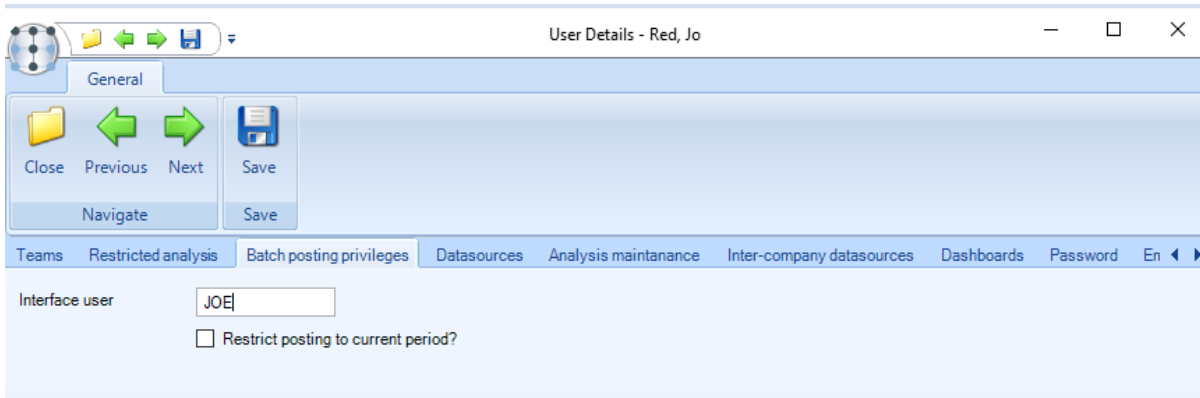 User Details - Red, Jo
General
Close Previous Next Save
Navigate Save
Teams Restricted analysis Batch posting privileges Datasources Analysis maintanance Inter-company datasources Dashboards Password En
Interface user JOE
Restrict posting to current period?